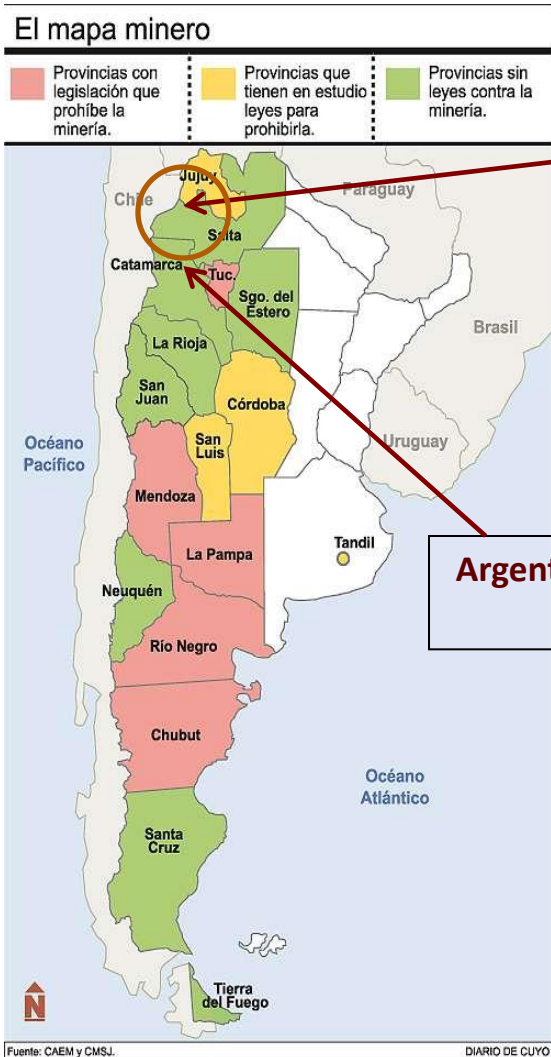 El mapa minero
Provincias con
legislación que
prohíbe la
minería.
Provincias que
tienen en estudio
leyes para
prohibirla.
Provincias sin
leyes contra la
minería.
Jujuy
Chile
Paraguay
Salta
Catamarca
Tuc.
Sgo. del
Estero
Brasil
La Rioja
San
Juan
Córdoba
San
Luis
Uruguay
Océano
Pacífico
Mendoza
La Pampa
Tandil
Argent
Neuquén
Río Negro
Chubut
Océano
Atlántico
Santa
Cruz
Tierra
del Fuego
N
Fuente: CAEM y CMSJ.
DIARIO DE CUYO